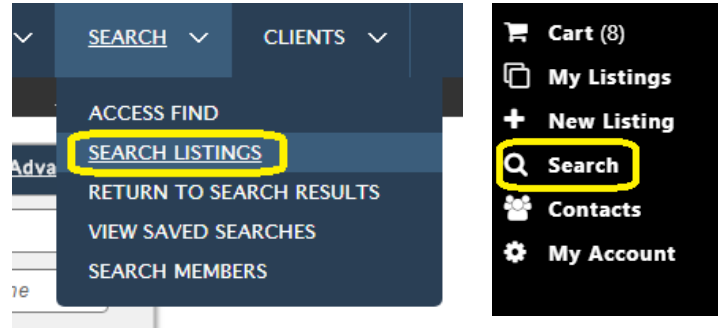 SEARCH
CLIENTS
ACCESS FIND
SEARCH LISTINGS
RETURN TO SEARCH RESULTS
VIEW SAVED SEARCHES
SEARCH MEMBERS
Adva
Cart (8)
My Listings
New Listing
Search
Contacts
My Account